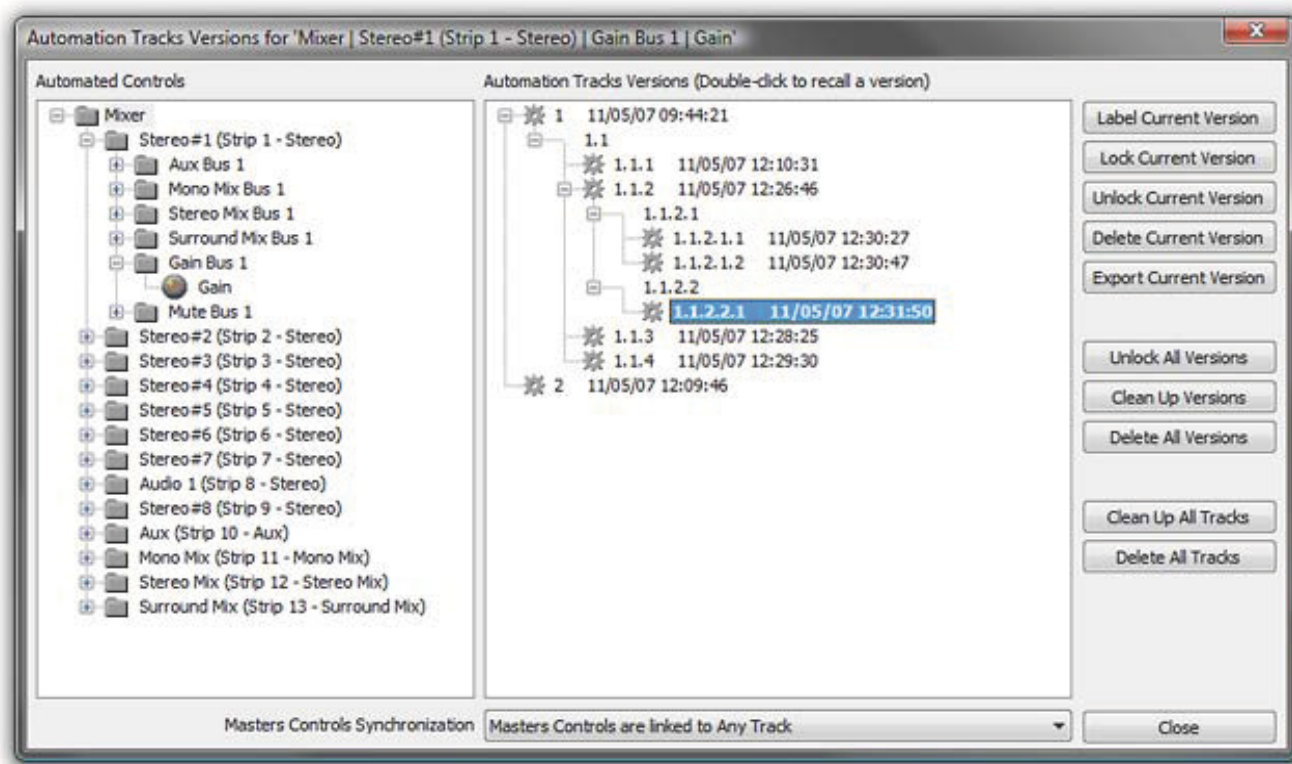 Automation Tracks Versions for 'Mixer | Stereo#1 (Strip 1 - Stereo) | Gain Bus 1 | Gain'
Automated Controls
Mixer
Stereo#1 (Strip 1 - Stereo)
Aux Bus 1
Mono Mix Bus 1
Stereo Mix Bus 1
Surround Mix Bus 1
Gain Bus 1
Gain
Mute Bus 1
Stereo#2 (Strip 2 - Stereo)
Stereo#3 (Strip 3 - Stereo)
Stereo#4 (Strip 4 - Stereo)
Stereo#5 (Strip 5 - Stereo)
Stereo#6 (Strip 6 - Stereo)
Stereo#7 (Strip 7 - Stereo)
Audio 1 (Strip 8 - Stereo)
Stereo#8 (Strip 9 - Stereo)
Aux (Strip 10 - Aux)
Mono Mix (Strip 11 - Mono Mix)
Stereo Mix (Strip 12 - Stereo Mix)
Surround Mix (Strip 13 - Surround Mix)
Automation Tracks Versions (Double-click to recall a version)
1 11/05/07 09:44:21
1.1
1.1.1 11/05/07 12:10:31
1.1.2 11/05/07 12:26:46
1.1.2.1
1.1.2.1.1 11/05/07 12:30:27
1.1.2.1.2 11/05/07 12:30:47
1.1.2.2
1.1.2.2.1 11/05/07 12:31:50
1.1.3 11/05/07 12:28:25
1.1.4 11/05/07 12:29:30
2 11/05/07 12:09:46
Label Current Version
Lock Current Version
Unlock Current Version
Delete Current Version
Export Current Version
Unlock All Versions
Clean Up Versions
Delete All Versions
Clean Up All Tracks
Delete All Tracks
Masters Controls Synchronization
Masters Controls are linked to Any Track
Close